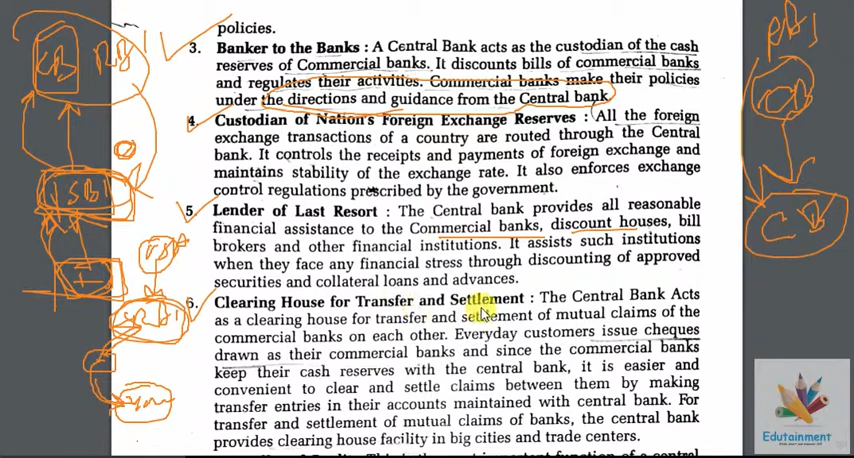 policies.
3. Banker to the Banks : A Central Bank acts as the custodian of the cash
reserves of Commercial banks. It discounts bills of commercial banks
and regulates their activities. Commercial banks make their policies
under the directions and guidance from the Central bank.
4. Custodian of Nation's Foreign Exchange Reserves : All the foreign
exchange transactions of a country are routed through the Central
bank. It controls the receipts and payments of foreign exchange and
maintains stability of the exchange rate. It also enforces exchange
control regulations prescribed by the government.
5. Lender of Last Resort : The Central bank provides all reasonable
financial assistance to the Commercial banks, discount houses, bill
brokers and other financial institutions. It assists such institutions
when they face any financial stress through discounting of approved
securities and collateral loans and advances.
6. Clearing House for Transfer and Settlement : The Central Bank Acts
as a clearing house for transfer and settlement of mutual claims of the
commercial banks on each other. Everyday customers issue cheques
drawn as their commercial banks and since the commercial banks
keep their cash reserves with the central bank, it is easier and
convenient to clear and settle claims between them by making
transfer entries in their accounts maintained with central bank. For
transfer and settlement of mutual claims of banks, the central bank
provides clearing house facility in big cities and trade centers.
CB
SBI
I
You
CB
CB
Edutainment